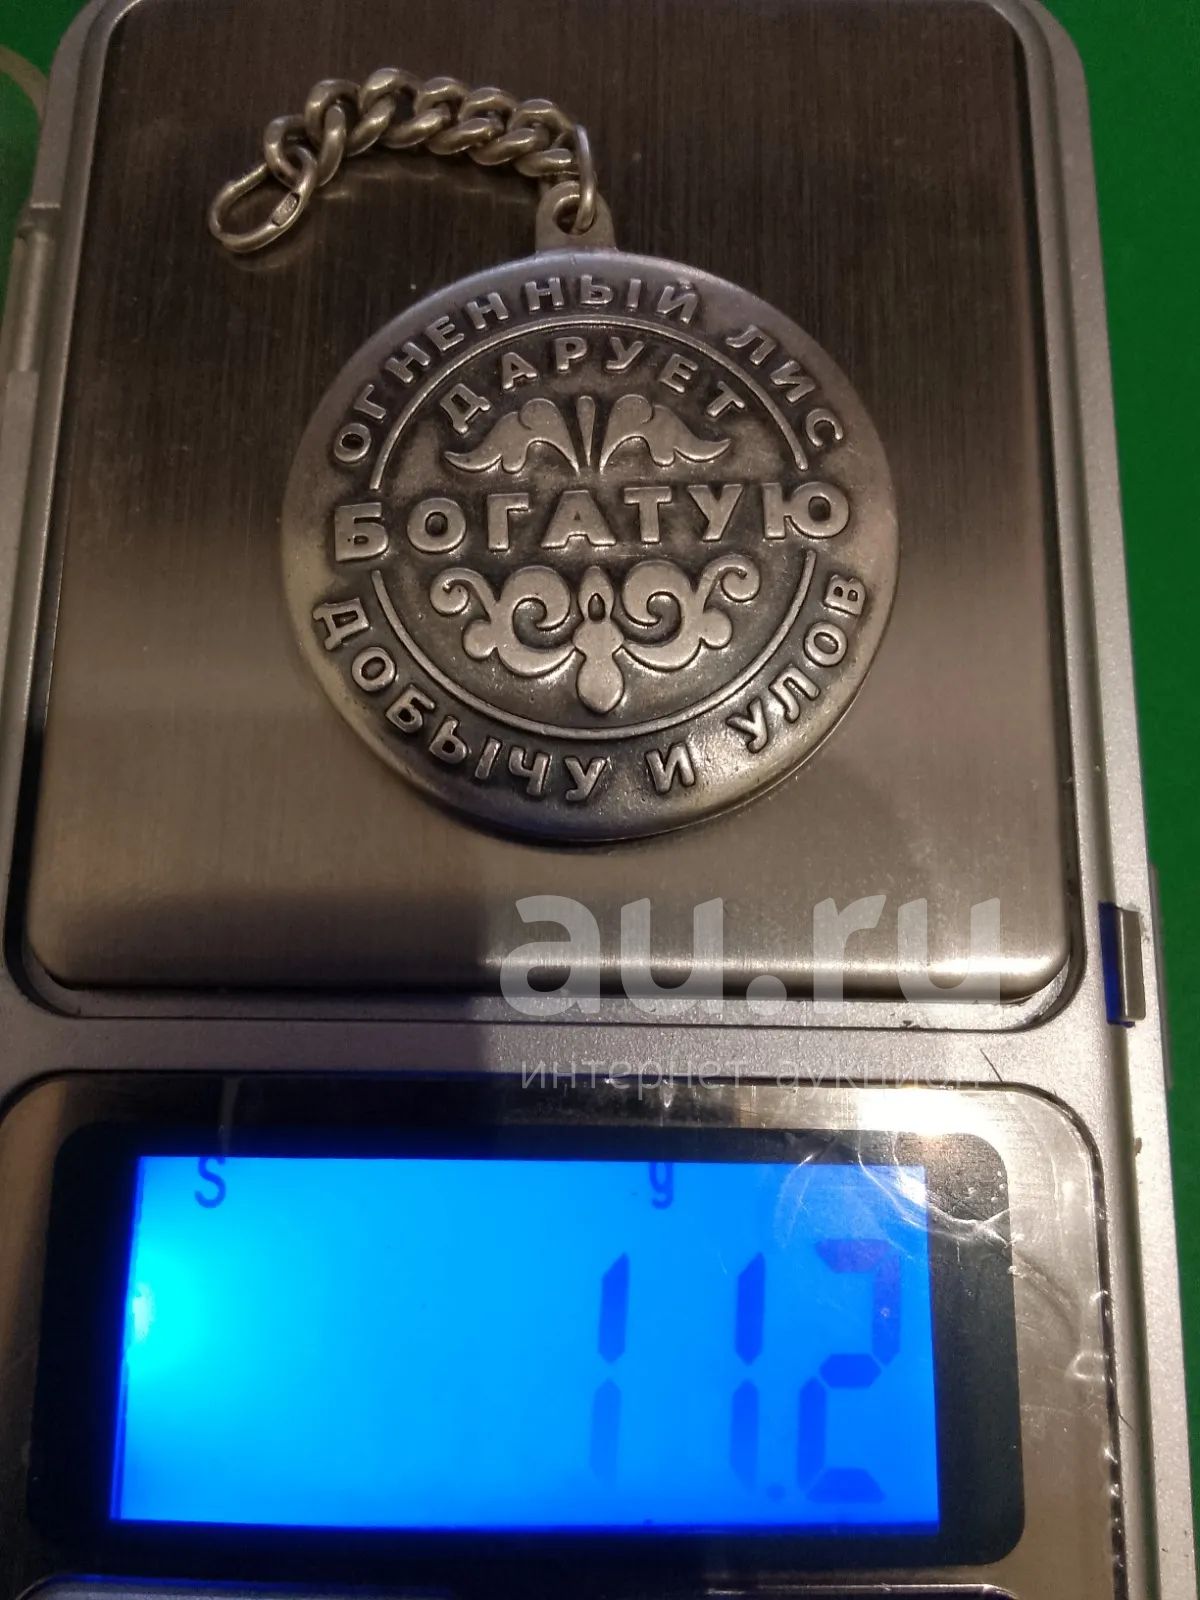 ОГНЕННЫЙ ЛИС
ДАРУЕТ
БОГАТУЮ
ДОБЫЧУ И УЛОВ
au.ru
интернет-аукцион
S g
11.2